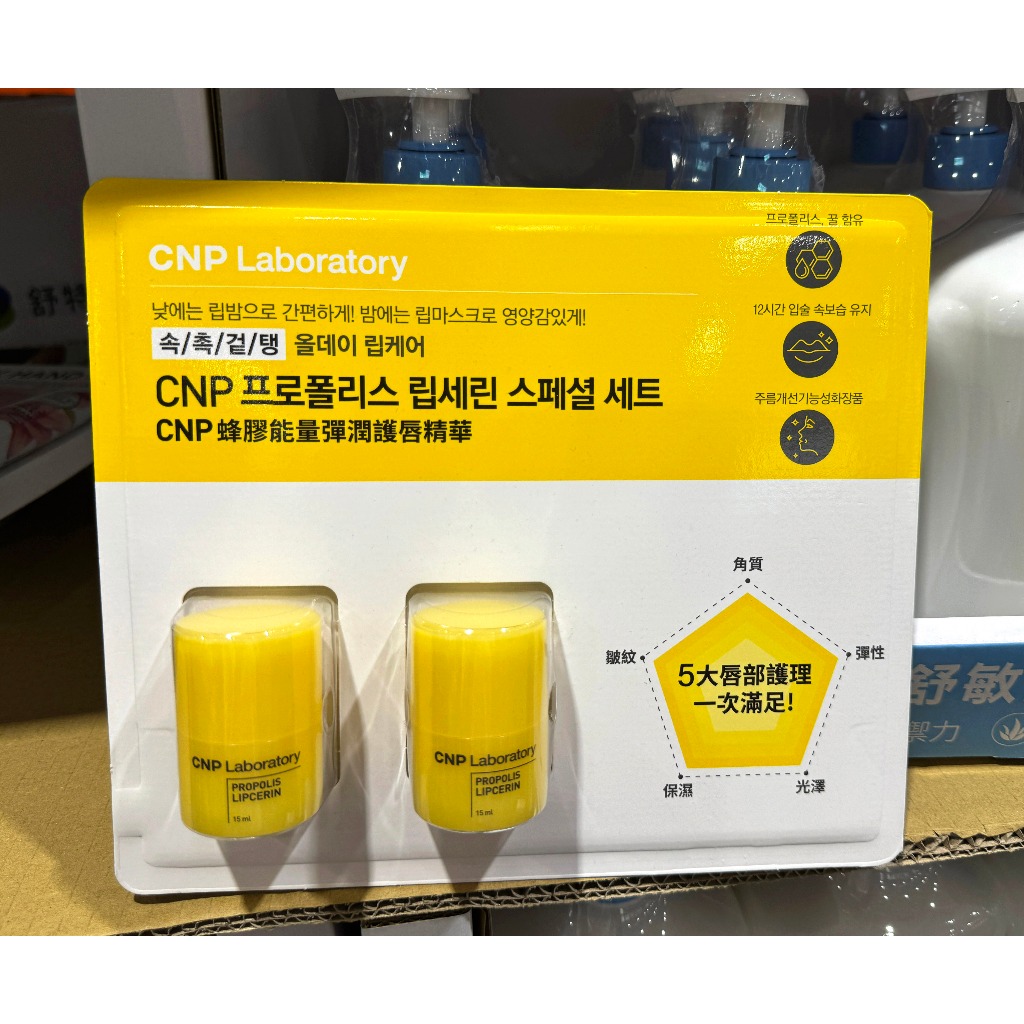 CNP Laboratory
낮에는 립밤으로 간편하게! 밤에는 립마스크로 영양감있게!
속/촉/겉/탱 올데이 립케어
CNP 프로폴리스 립세린 스페셜 세트
CNP 蜂膠能量彈潤護唇精華
프로폴리스, 꿀 함유
12시간 입술 속보습 유지
주름개선기능성화장품
角質
皺紋
彈性
5大唇部護理
一次滿足!
保濕
光澤
CNP Laboratory
PROPOLIS
LIPCERIN
15 ml
CNP Laboratory
PROPOLIS
LIPCERIN
15 ml
舒特
HAND
舒敏
禦力